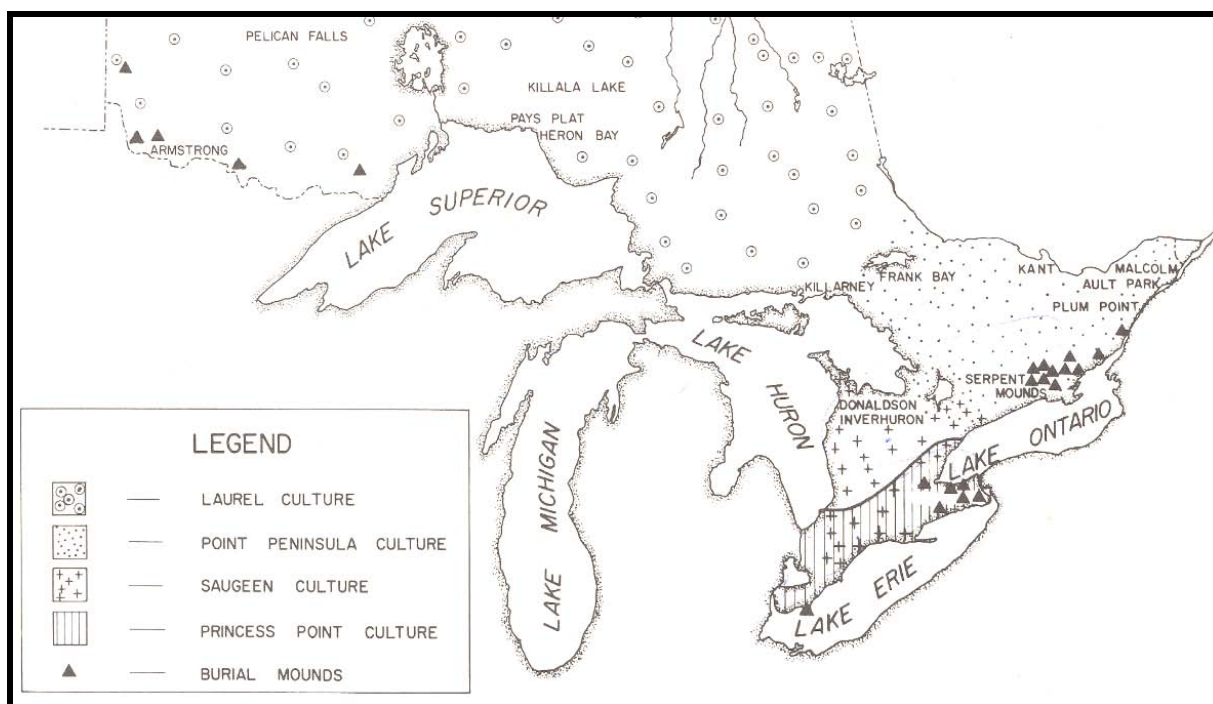 PELICAN FALLS
KILLALA LAKE
PAYS PLAT
HERON BAY
ARMSTRONG
LAKE SUPERIOR
FRANK BAY
KILLARNEY
KANT
MALCOLM
AULT PARK
PLUM POINT
LAKE HURON
SERPENT
MOUNDS
DONALDSON
INVERHURON
LAKE ONTARIO
LAKE MICHIGAN
LAKE ERIE
LEGEND
LAUREL CULTURE
POINT PENINSULA CULTURE
SAUGEEN CULTURE
PRINCESS POINT CULTURE
BURIAL MOUNDS